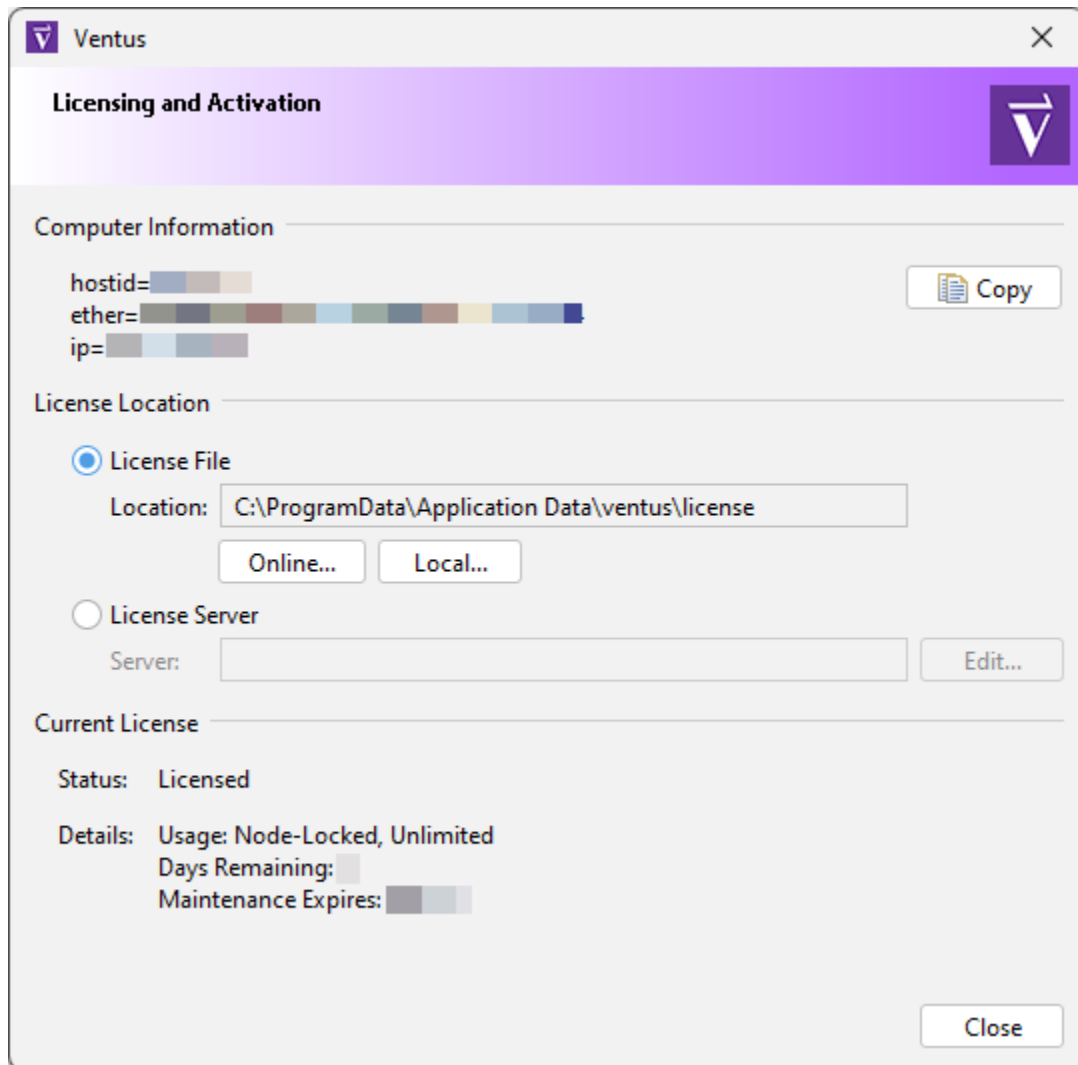 Ventus
Licensing and Activation
Computer Information
hostid=
Copy
ether=
ip=
License Location
License File
Location: C:\ProgramData\Application Data\ventus\license
Online... Local...
License Server
Server: Edit...
Current License
Status: Licensed
Details: Usage: Node-Locked, Unlimited
Days Remaining:
Maintenance Expires:
Close